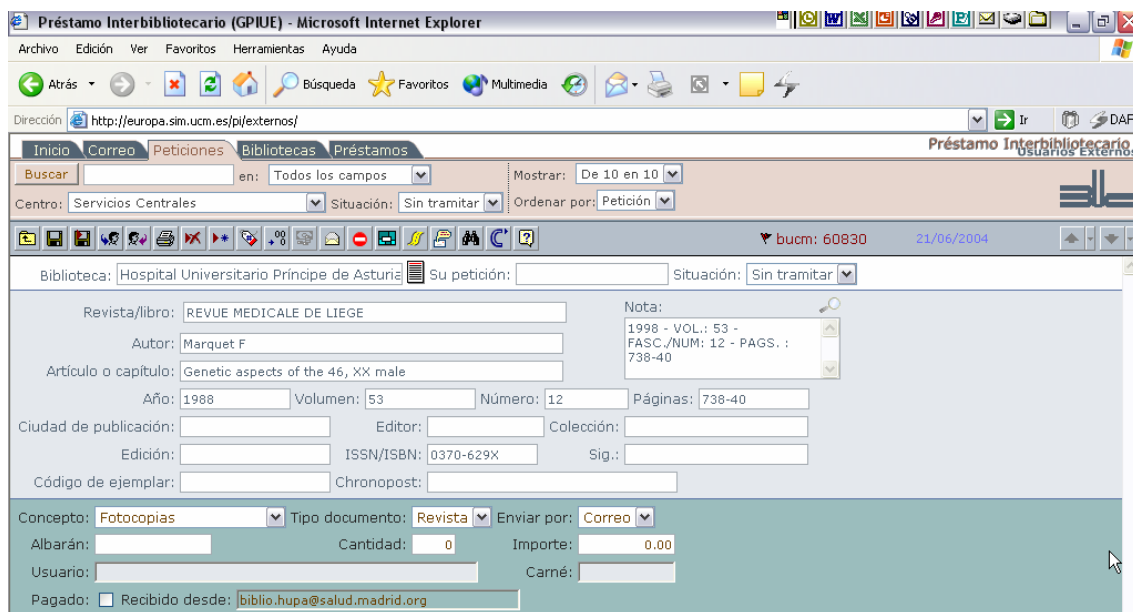 Préstamo Interbibliotecario (GPIUE) - Microsoft Internet Explorer
Archivo Edición Ver Favoritos Herramientas Ayuda
Atrás Búsqueda Favoritos Multimedia
Dirección http://europa.sim.ucm.es/pi/externos/ Ir DAF
Inicio Correo Peticiones Bibliotecas Préstamos Préstamo Interbibliotecario
Usuarios Externos
Buscar en: Todos los campos Mostrar: De 10 en 10
Centro: Servicios Centrales Situación: Sin tramitar Ordenar por: Petición
bucm: 60830 21/06/2004
Biblioteca: Hospital Universitario Príncipe de Asturia Su petición: Situación: Sin tramitar
Revista/libro: REVUE MEDICALE DE LIEGE Nota:
1998 - VOL.: 53 -
FASC./NUM: 12 - PAGS. :
738-40
Autor: Marquet F
Artículo o capítulo: Genetic aspects of the 46, XX male
Año: 1988 Volumen: 53 Número: 12 Páginas: 738-40
Ciudad de publicación: Editor: Colección:
Edición: ISSN/ISBN: 0370-629X Sig.:
Código de ejemplar: Chronopost:
Concepto: Fotocopias Tipo documento: Revista Enviar por: Correo
Albarán: Cantidad: 0 Importe: 0.00
Usuario: Carné:
Pagado: Recibido desde: biblio.hupa@salud.madrid.org